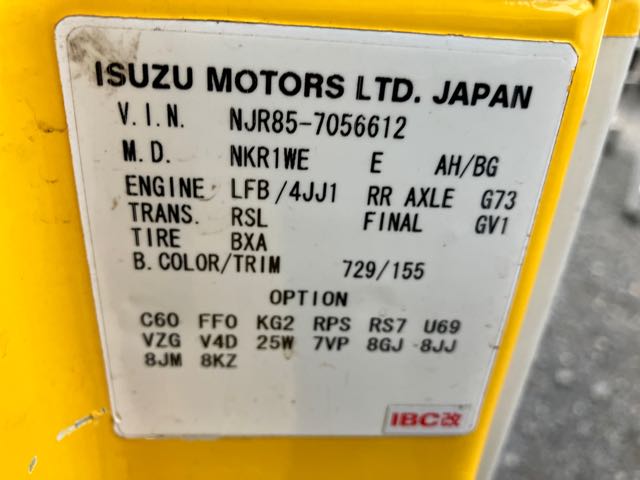 ISUZU MOTORS LTD. JAPAN
V.I.N. NJR85-7056612
M.D. NKR1WE E AH/BG
ENGINE LFB/4JJ1 RR AXLE G73
TRANS. RSL FINAL GV1
TIRE BXA
B.COLOR/TRIM 729/155
OPTION
C60 FF0 KG2 RPS RS7 U69
VZG V4D 25W 7VP 8GJ 8JJ
8JM 8KZ
IBC改